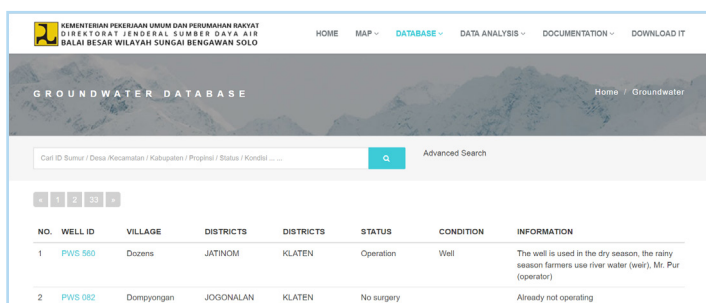 KEMENTERIAN PEKERJAAN UMUM DAN PERUMAHAN RAKYAT
DIREKTORAT JENDERAL SUMBER DAYA AIR
BALAI BESAR WILAYAH SUNGAI BENGAWAN SOLO
HOME MAP DATABASE DATA ANALYSIS DOCUMENTATION DOWNLOAD IT
GROUNDWATER DATABASE
Home / Groundwater
Cari ID Sumur / Desa /Kecamatan / Kabupaten / Propinsi / Status / Kondisi ... ...
Advanced Search
« 1 2 33 »
NO. WELL ID VILLAGE DISTRICTS DISTRICTS STATUS CONDITION INFORMATION
1 PWS 560 Dozens JATINOM KLATEN Operation Well The well is used in the dry season, the rainy
season farmers use river water (weir), Mr. Pur
(operator)
2 PWS 082 Dompyongan JOGONALAN KLATEN No surgery Already not operating